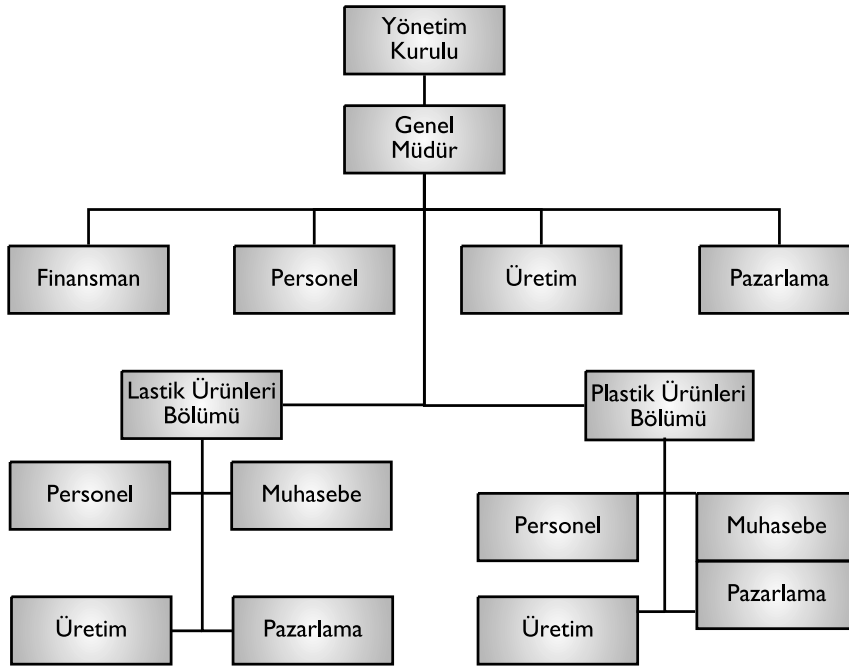 Yönetim
Kurulu
Genel
Müdür
Finansman
Personel
Üretim
Pazarlama
Lastik Ürünleri
Bölümü
Plastik Ürünleri
Bölümü
Personel
Muhasebe
Personel
Muhasebe
Üretim
Pazarlama
Üretim
Pazarlama